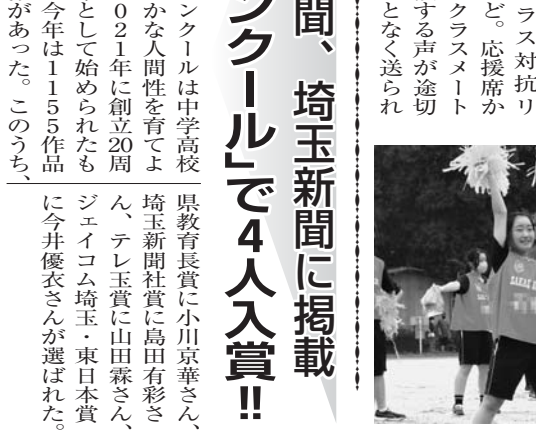 ラス対抗リ
ど。応援席か
クラスメート
する声が途切
となく送られ
聞、埼玉新聞に掲載
ンクール」で4人入賞!!
ンクールは中学高校
かな人間性を育てよ
021年に創立20周
として始められたも
今年は1155作品
があった。このうち、
県教育長賞に小川京華さん、
埼玉新聞社賞に島田有彩さ
ん、テレ玉賞に山田霖さん、
ジェイコム埼玉・東日本賞
に今井優衣さんが選ばれた。